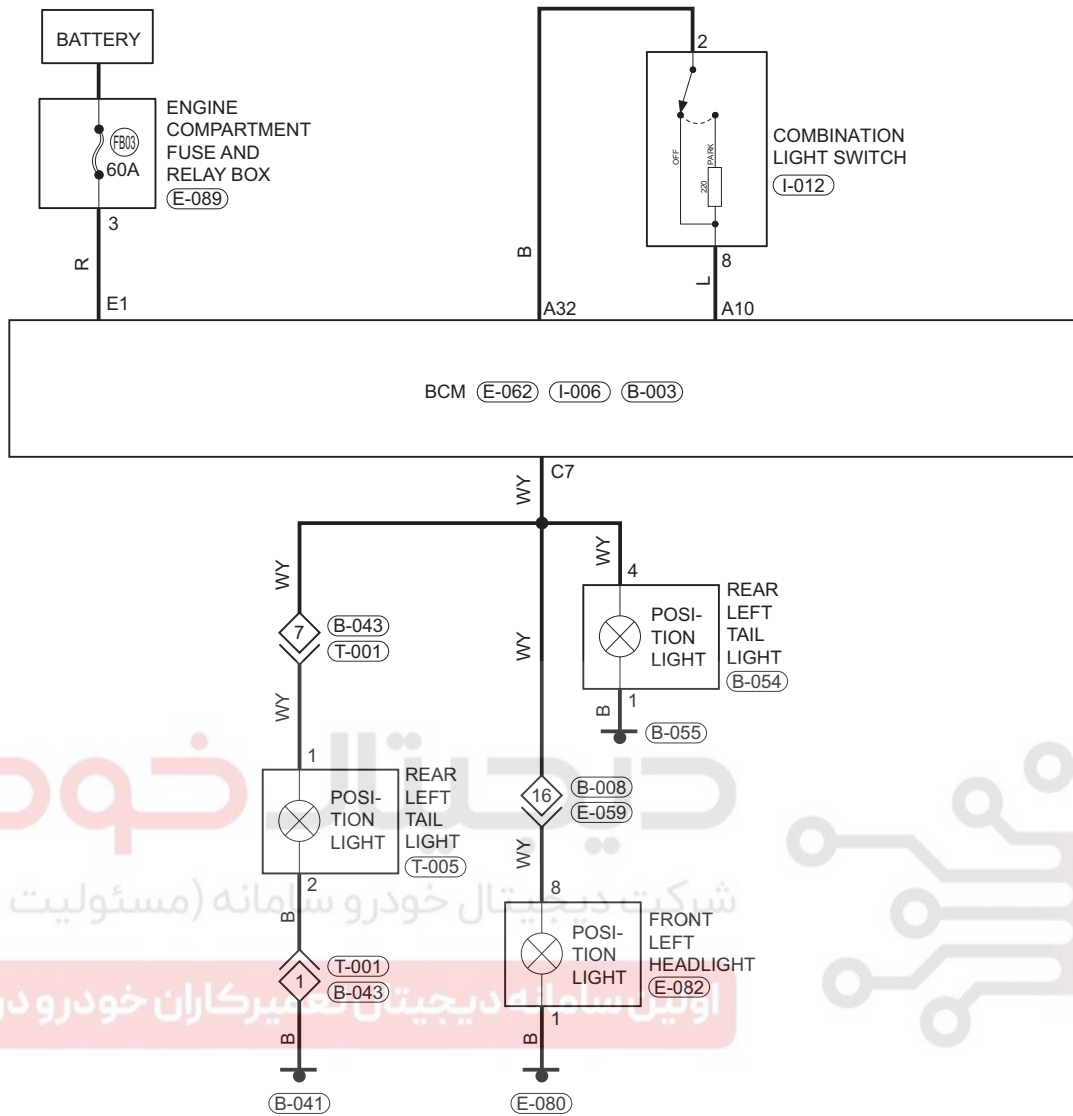 BATTERY
ENGINE
COMPARTMENT
FUSE AND
RELAY BOX
E-089
FB03
60A
3
R
E1
2
OFF
PARK
220
COMBINATION
LIGHT SWITCH
I-012
B
8
L
A32
A10
BCM E-062 I-006 B-003
C7
WY
WY
7
B-043
T-001
WY
1
POSI-
TION
LIGHT
REAR
LEFT
TAIL
LIGHT
T-005
2
B
T-001
1
B-043
B
B-041
WY
16
B-008
E-059
WY
8
POSI-
TION
LIGHT
FRONT
LEFT
HEADLIGHT
E-082
1
B
E-080
WY
4
POSI-
TION
LIGHT
REAR
LEFT
TAIL
LIGHT
B-054
1
B
B-055
دیجیتال خود
شرکت دیجیتال خودرو سامانه (مسئولیت
اولین سامانه دیجیتال تعمیرکاران خودرو در